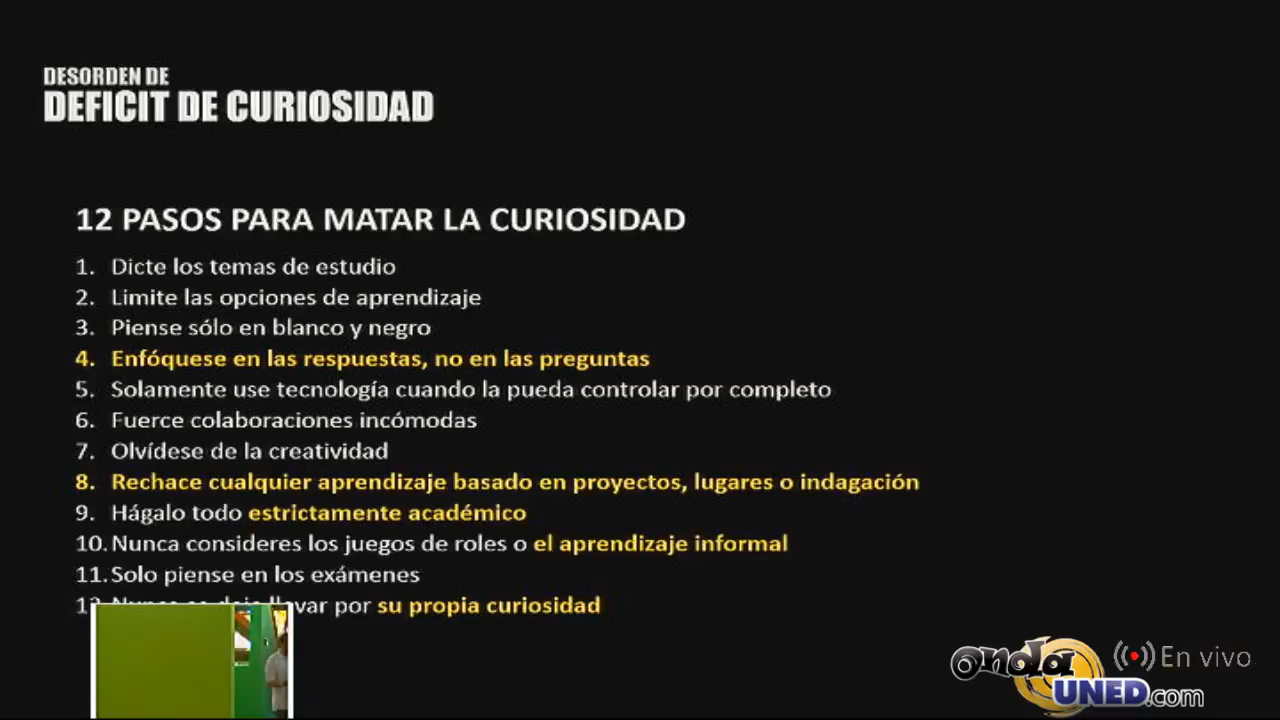 DESORDEN DE
DEFICIT DE CURIOSIDAD
12 PASOS PARA MATAR LA CURIOSIDAD
1. Dicte los temas de estudio
2. Limite las opciones de aprendizaje
3. Piense sólo en blanco y negro
4. Enfóquese en las respuestas, no en las preguntas
5. Solamente use tecnología cuando la pueda controlar por completo
6. Fuerce colaboraciones incómodas
7. Olvídese de la creatividad
8. Rechace cualquier aprendizaje basado en proyectos, lugares o indagación
9. Hágalo todo estrictamente académico
10. Nunca consideres los juegos de roles o el aprendizaje informal
11. Solo piense en los exámenes
por su propia curiosidad
En vivo
onda
UNED.com